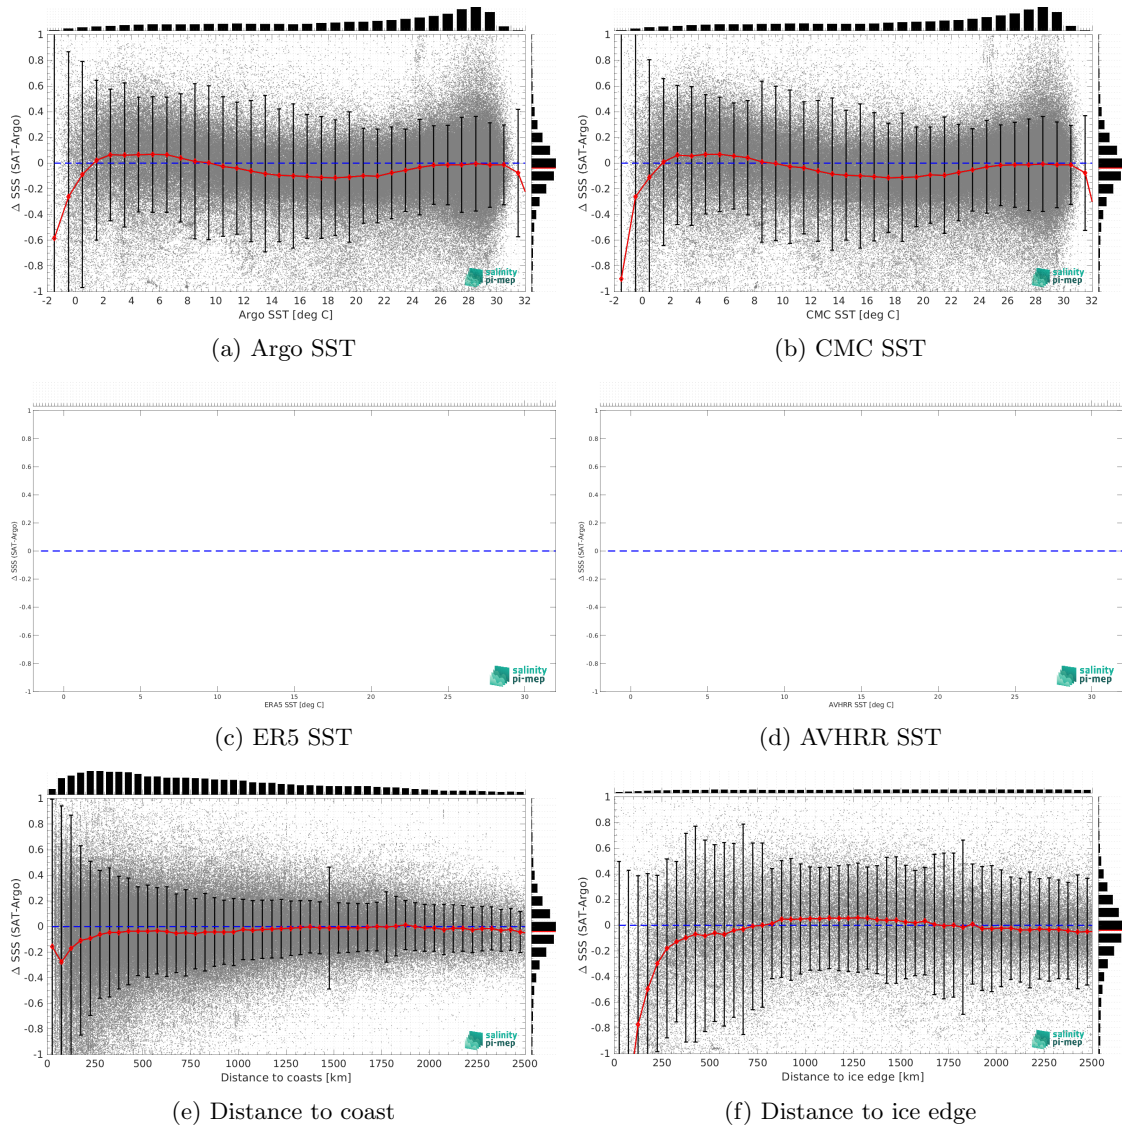 1
0.8
0.6
0.4
0.2
0
-0.2
-0.4
-0.6
-0.8
-1
Δ SSS (SAT-Argo)
-2 0 2 4 6 8 10 12 14 16 18 20 22 24 26 28 30 32
Argo SST [deg C]
salinity
pi-mep
(a) Argo SST
1
0.8
0.6
0.4
0.2
0
-0.2
-0.4
-0.6
-0.8
-1
Δ SSS (SAT-Argo)
-2 0 2 4 6 8 10 12 14 16 18 20 22 24 26 28 30 32
CMC SST [deg C]
salinity
pi-mep
(b) CMC SST
1
0.8
0.6
0.4
0.2
0
-0.2
-0.4
-0.6
-0.8
-1
Δ SSS (SAT-Argo)
0 5 10 15 20 25 30
ERA5 SST [deg C]
salinity
pi-mep
(c) ER5 SST
1
0.8
0.6
0.4
0.2
0
-0.2
-0.4
-0.6
-0.8
-1
Δ SSS (SAT-Argo)
0 5 10 15 20 25 30
AVHRR SST [deg C]
salinity
pi-mep
(d) AVHRR SST
1
0.8
0.6
0.4
0.2
0
-0.2
-0.4
-0.6
-0.8
-1
Δ SSS (SAT-Argo)
0 250 500 750 1000 1250 1500 1750 2000 2250 2500
Distance to coasts [km]
salinity
pi-mep
(e) Distance to coast
1
0.8
0.6
0.4
0.2
0
-0.2
-0.4
-0.6
-0.8
-1
Δ SSS (SAT-Argo)
0 250 500 750 1000 1250 1500 1750 2000 2250 2500
Distance to ice edge [km]
salinity
pi-mep
(f) Distance to ice edge